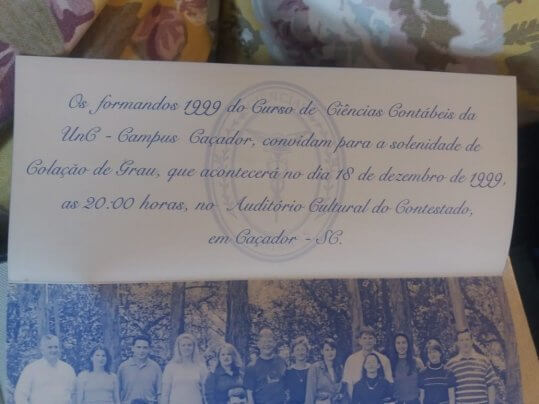 Os formandos 1999 do Curso de Ciências Contábeis da
UnC - Campus Caçador, convidam para a solenidade de
Colação de Grau, que acontecerá no dia 18 de dezembro de 1999,
as 20:00 horas, no Auditório Cultural do Contestado,
em Caçador - SC.